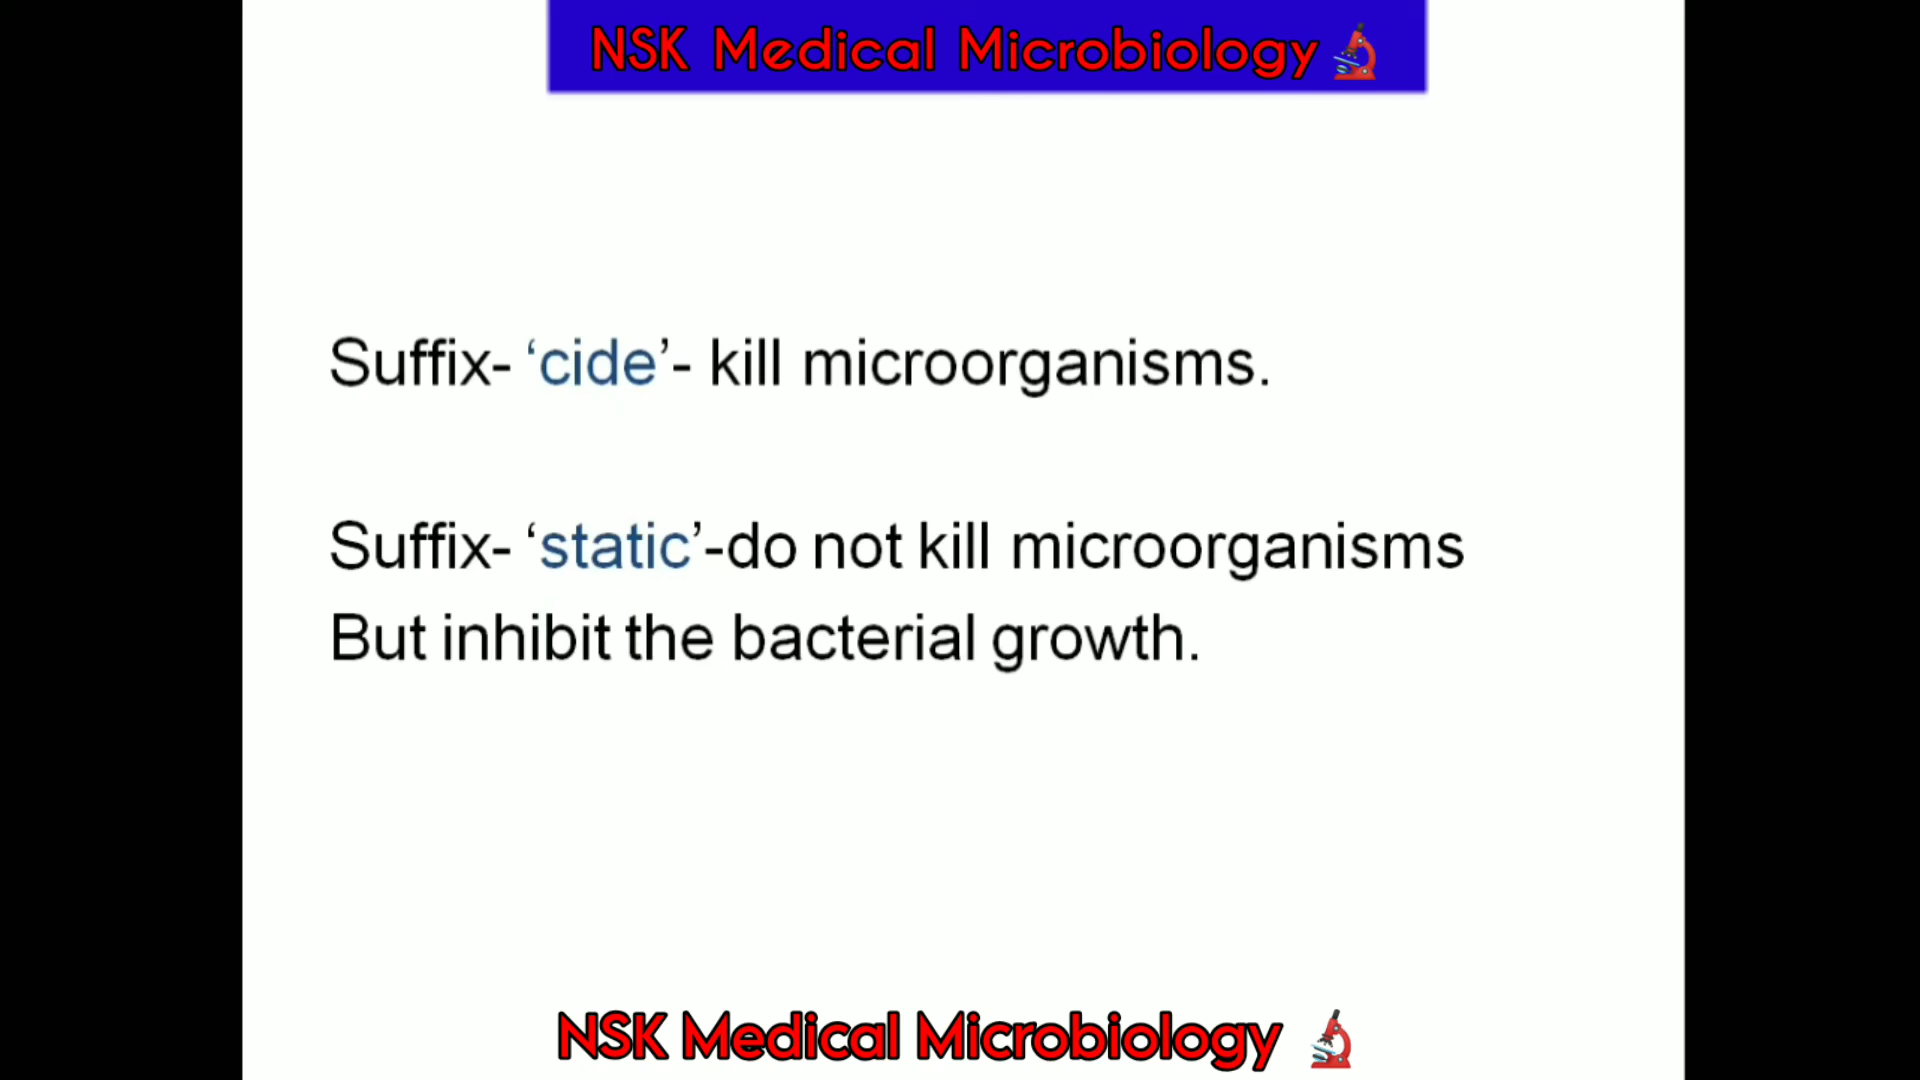 NSK Medical Microbiology
Suffix- ‘cide’- kill microorganisms.
Suffix- ‘static’-do not kill microorganisms
But inhibit the bacterial growth.
NSK Medical Microbiology